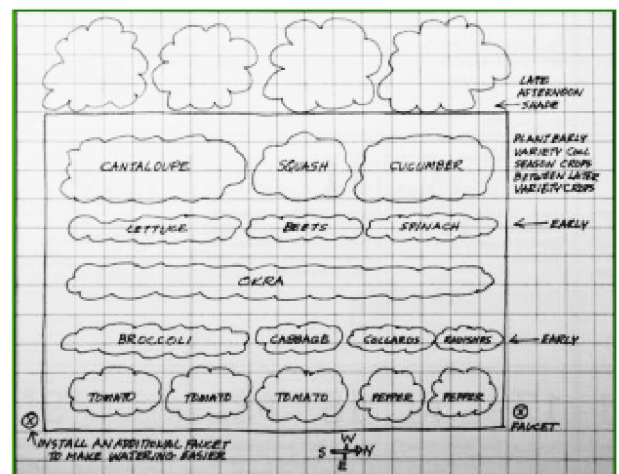 LATE
AFTERNOON
SHADE
PLANT EARLY
VARIETY COOL
SEASON CROPS
BETWEEN LATER
VARIETY CROPS
CANTALOUPE SQUASH CUCUMBER
LETTUCE BEETS SPINACH EARLY
OKRA
BROCCOLI CABBAGE COLLARDS RADISHES EARLY
TOMATO TOMATO TOMATO PEPPER PEPPER
X X
FAUCET
INSTALL AN ADDITIONAL FAUCET
TO MAKE WATERING EASIER
W
S N
E